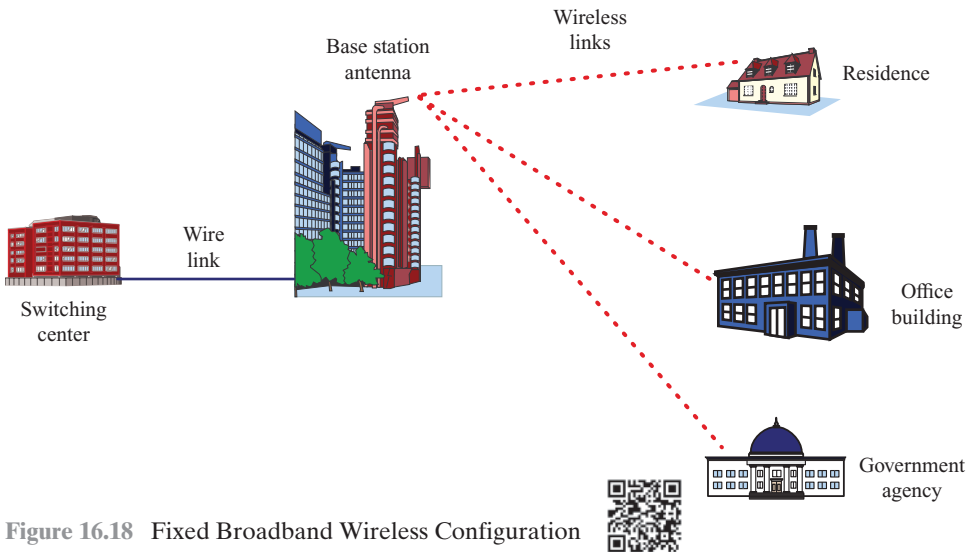 Wireless
links
Base station
antenna
Residence
Wire
link
Switching
center
Office
building
Government
agency
Figure 16.18 Fixed Broadband Wireless Configuration